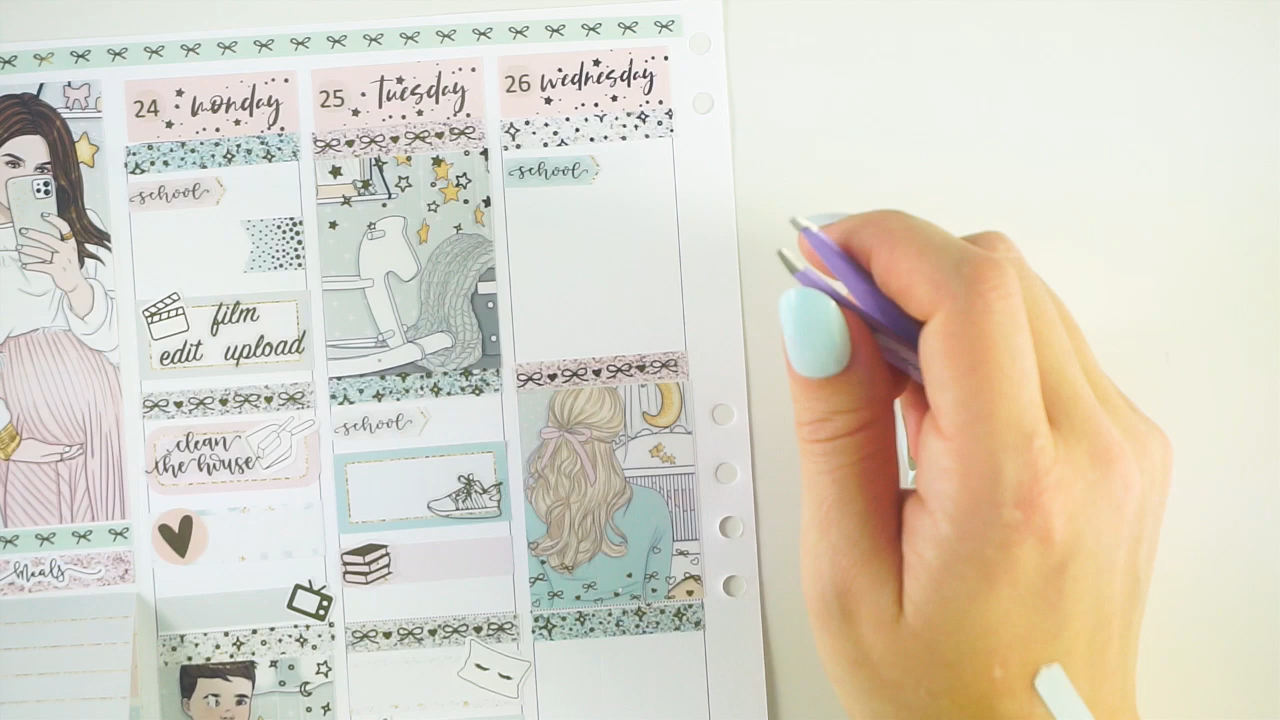 24 monday
25 tuesday
26 wednesday
school
school
film
edit upload
school
clean
the house
meals